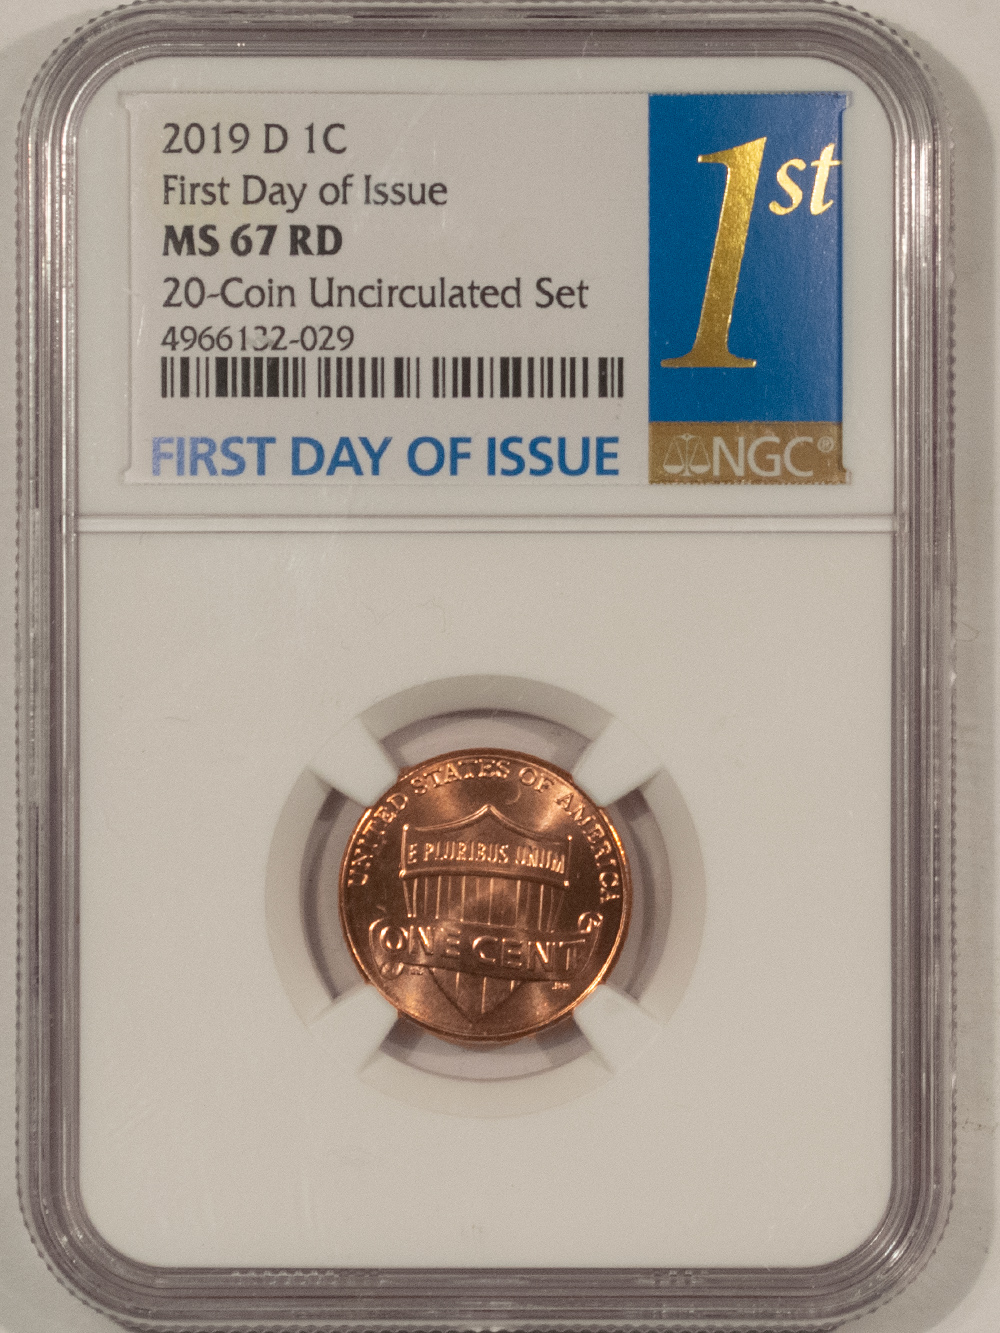 2019 D 1C
First Day of Issue
MS 67 RD
20-Coin Uncirculated Set
4966132-029
FIRST DAY OF ISSUE
1st
NGC®
UNITED STATES OF AMERICA
E PLURIBUS UNUM
ONE CENT